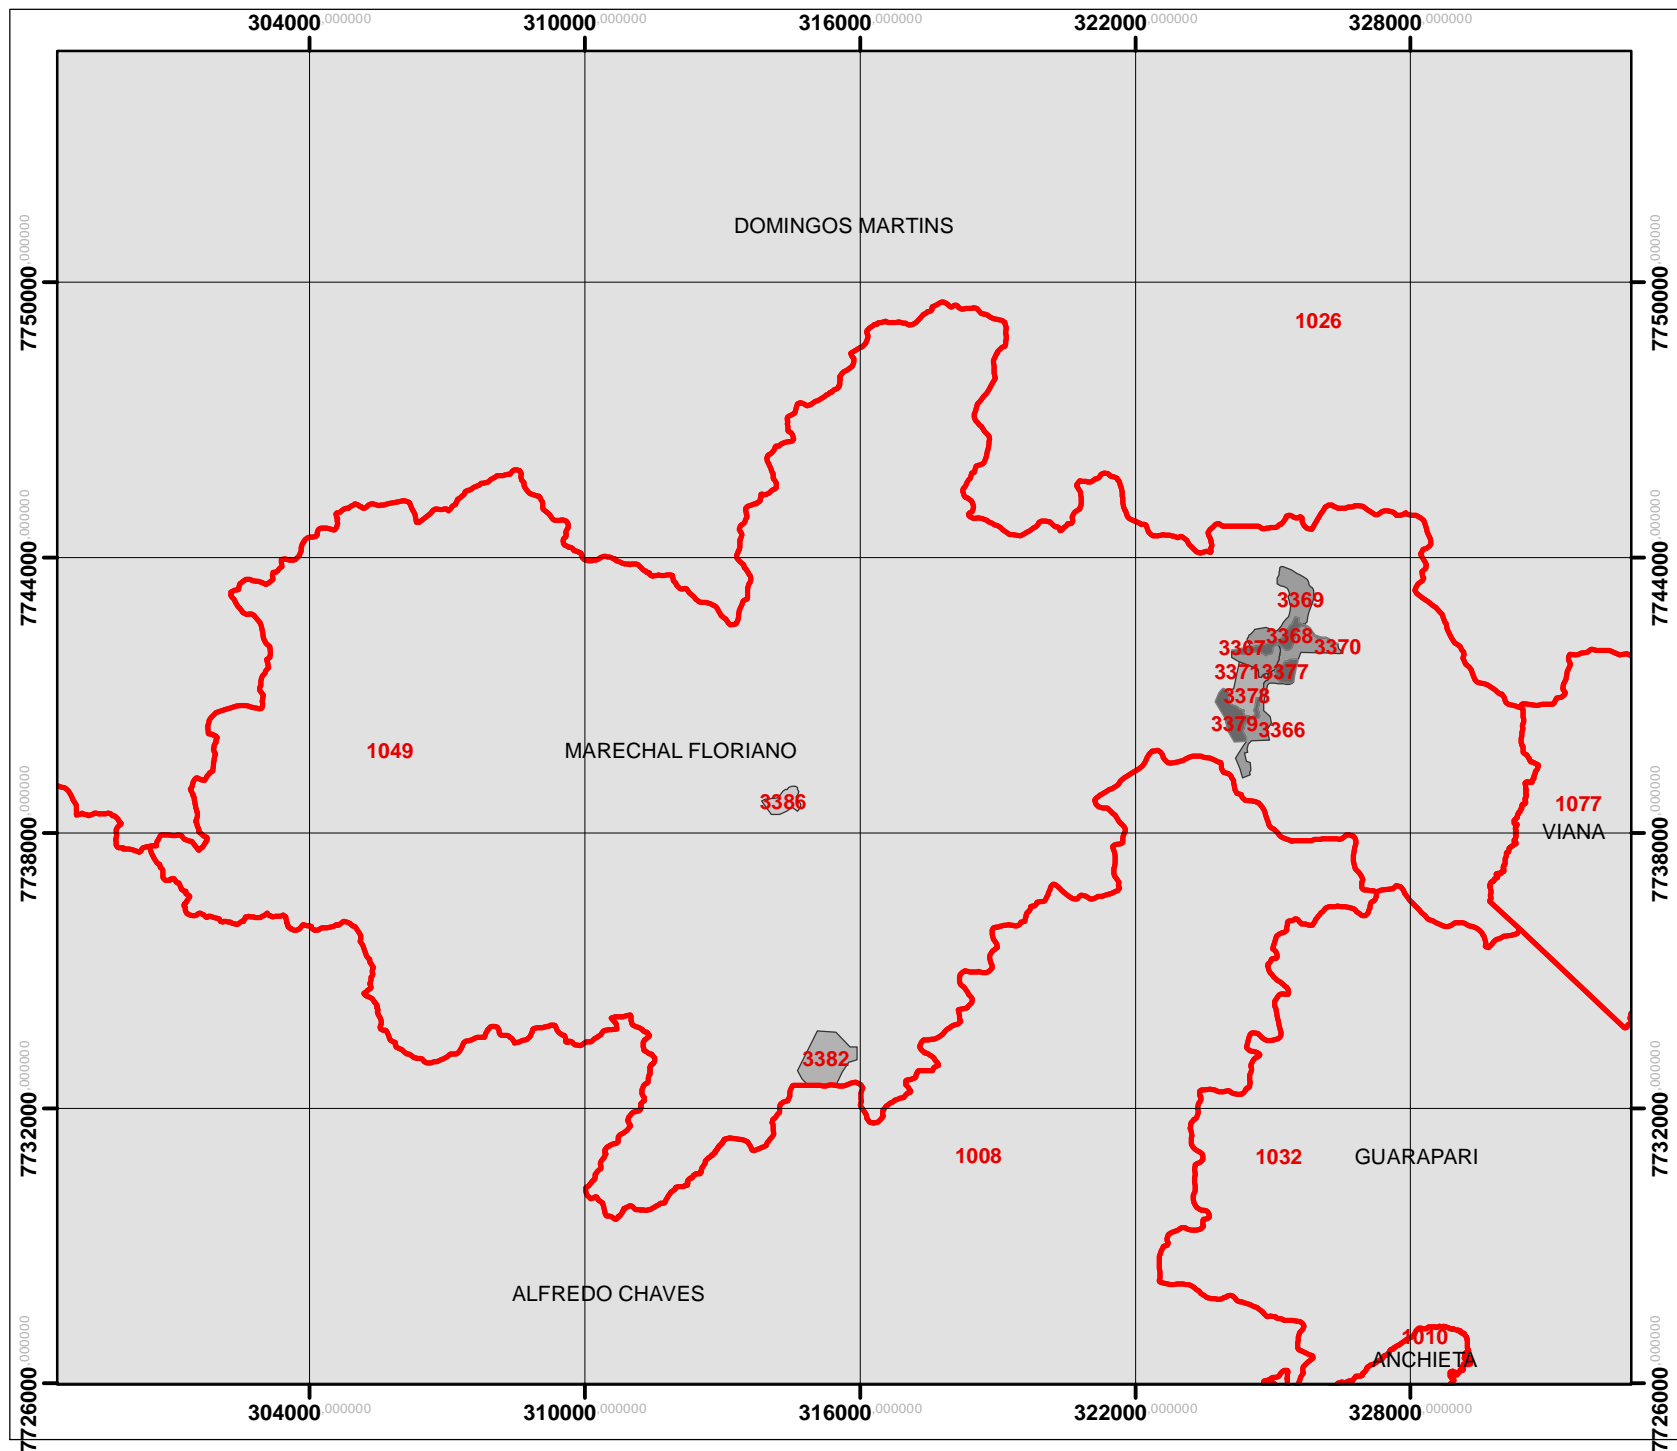 304000,000000 310000,000000 316000,000000 322000,000000 328000,000000
DOMINGOS MARTINS
7750000,000000 7750000,000000
1026
7744000,000000 7744000,000000
3369
3368
3367 3370
3371 3377
3378
3379 3366
1049 MARECHAL FLORIANO
3386 1077
7738000,000000 VIANA 7738000,000000
3382
7732000,000000 7732000,000000
1008 1032 GUARAPARI
ALFREDO CHAVES
1010
ANCHIETA
7726000,000000 7726000,000000
304000,000000 310000,000000 316000,000000 322000,000000 328000,000000